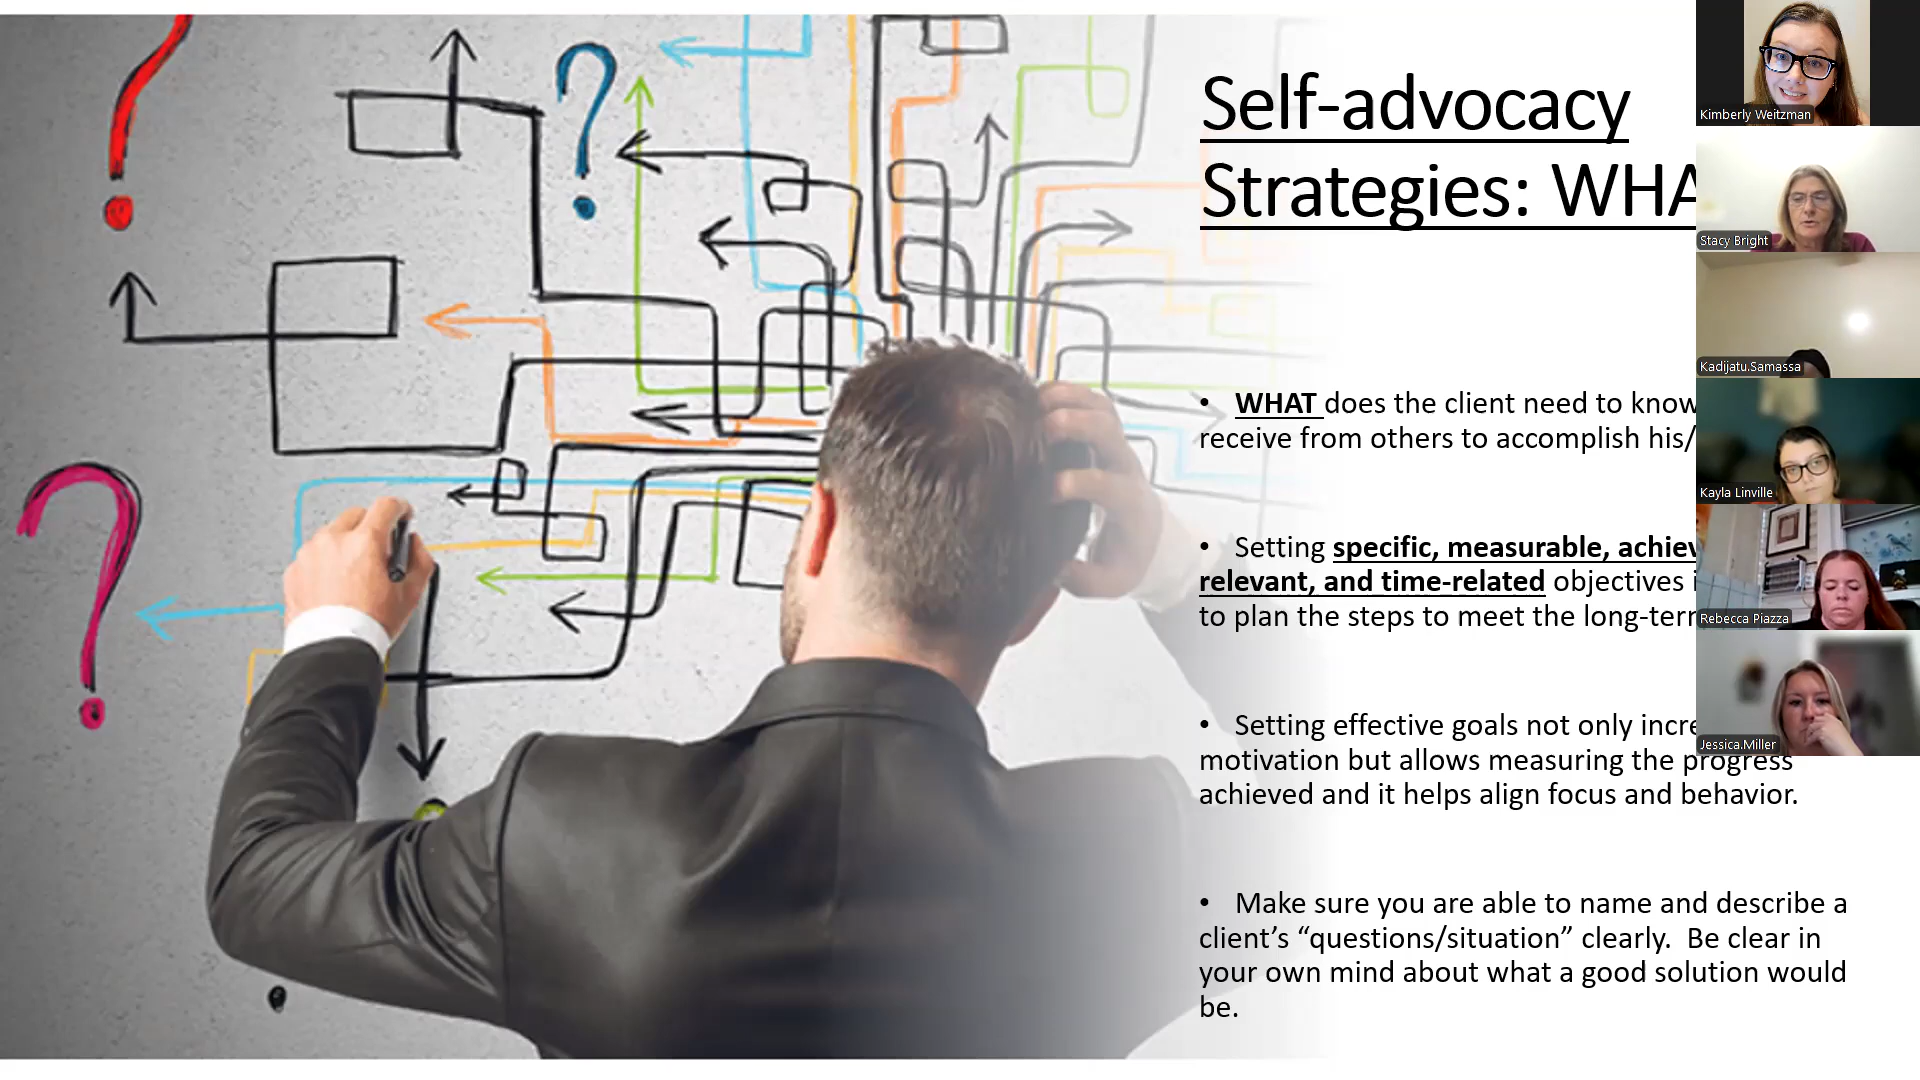 Self-advocacy
Strategies: WHA
WHAT does the client need to know
receive from others to accomplish his/
Setting specific, measurable, achiev
relevant, and time-related objectives
to plan the steps to meet the long-ter
Setting effective goals not only incre
motivation but allows measuring the progress
achieved and it helps align focus and behavior.
Make sure you are able to name and describe a
client’s “questions/situation” clearly.  Be clear in
your own mind about what a good solution would
be.
Kimberly Weitzman
Stacy Bright
Kadijatu.Samassa
Kayla Linville
Rebecca Piazza
Jessica.Miller